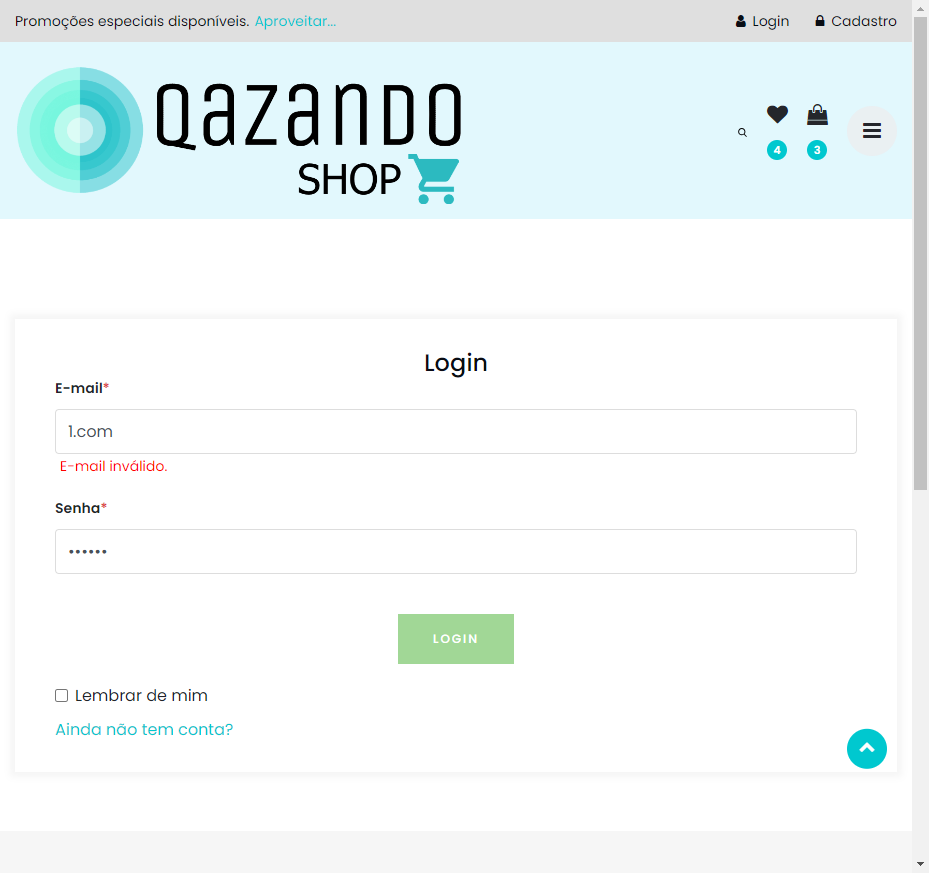 Promoções especiais disponíveis. Aproveitar...
Login
Cadastro
QAZANDO
SHOP
4
3
Login
E-mail*
1.com
E-mail inválido.
Senha*
••••••
LOGIN
Lembrar de mim
Ainda não tem conta?